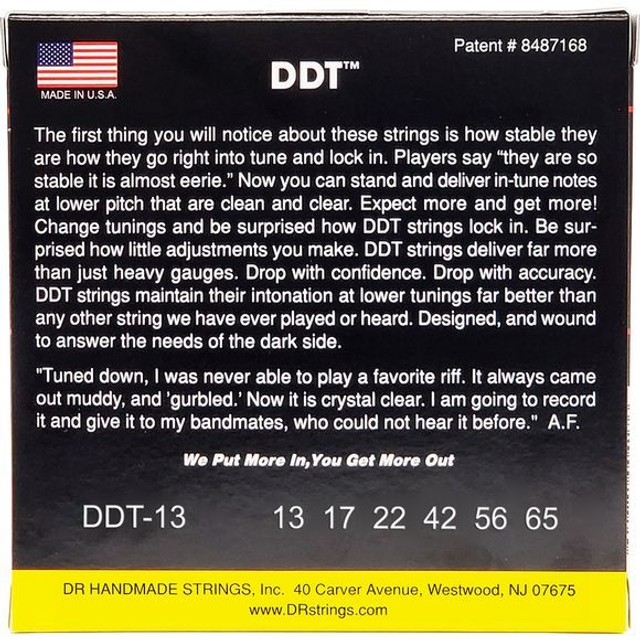 Patent # 8487168
DDT™
MADE IN U.S.A.
The first thing you will notice about these strings is how stable they
are how they go right into tune and lock in. Players say “they are so
stable it is almost eerie.” Now you can stand and deliver in-tune notes
at lower pitch that are clean and clear. Expect more and get more!
Change tunings and be surprised how DDT strings lock in. Be sur-
prised how little adjustments you make. DDT strings deliver far more
than just heavy gauges. Drop with confidence. Drop with accuracy.
DDT strings maintain their intonation at lower tunings far better than
any other string we have ever played or heard. Designed, and wound
to answer the needs of the dark side.
"Tuned down, I was never able to play a favorite riff. It always came
out muddy, and 'gurbled.' Now it is crystal clear. I am going to record
it and give it to my bandmates, who could not hear it before." A.F.
We Put More In,You Get More Out
DDT-13 13 17 22 42 56 65
DR HANDMADE STRINGS, Inc. 40 Carver Avenue, Westwood, NJ 07675
www.DRstrings.com